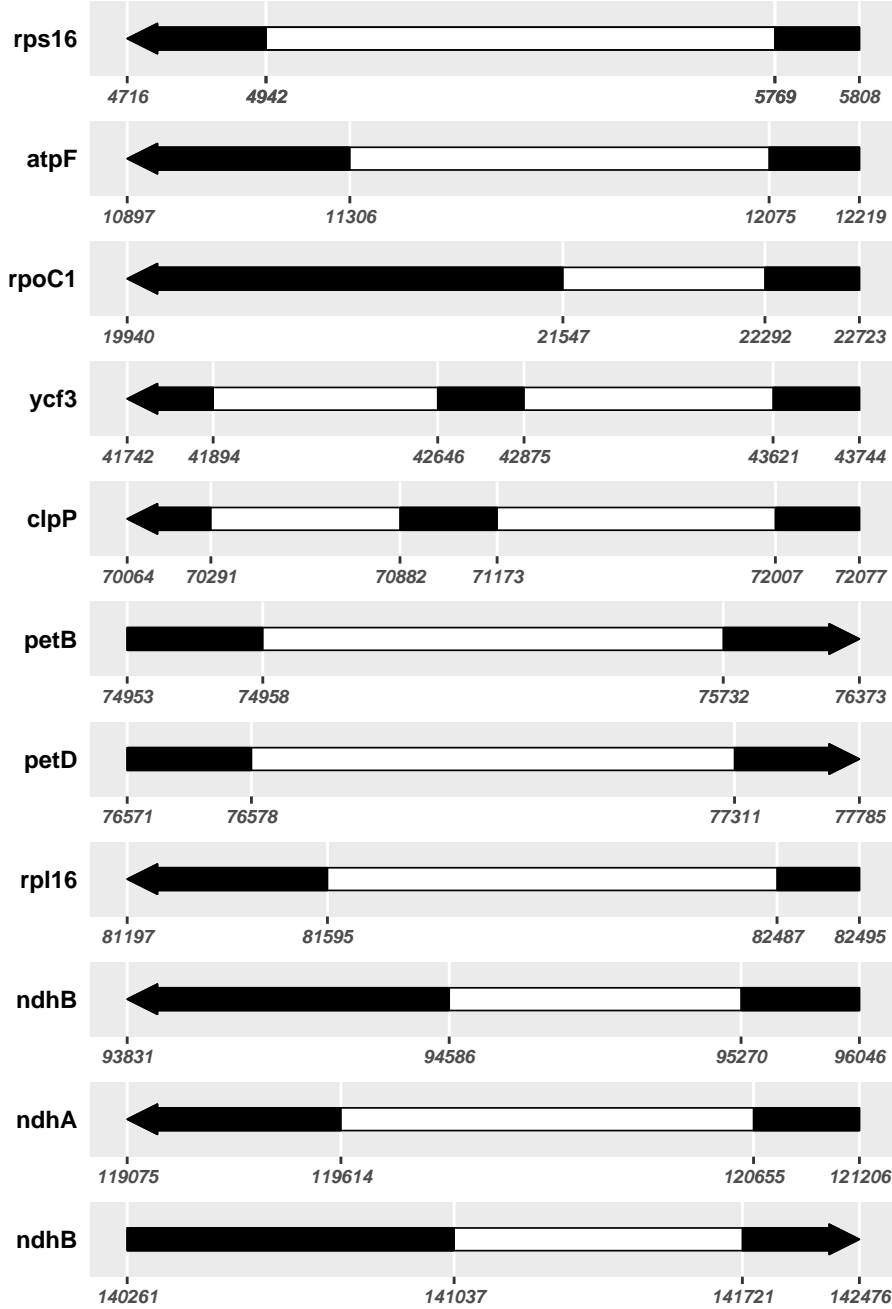 rps16
4716 4942 5769 5808
atpF
10897 11306 12075 12219
rpoC1
19940 21547 22292 22723
ycf3
41742 41894 42646 42875 43621 43744
clpP
70064 70291 70882 71173 72007 72077
petB
74953 74958 75732 76373
petD
76571 76578 77311 77785
rpl16
81197 81595 82487 82495
ndhB
93831 94586 95270 96046
ndhA
119075 119614 120655 121206
ndhB
140261 141037 141721 142476